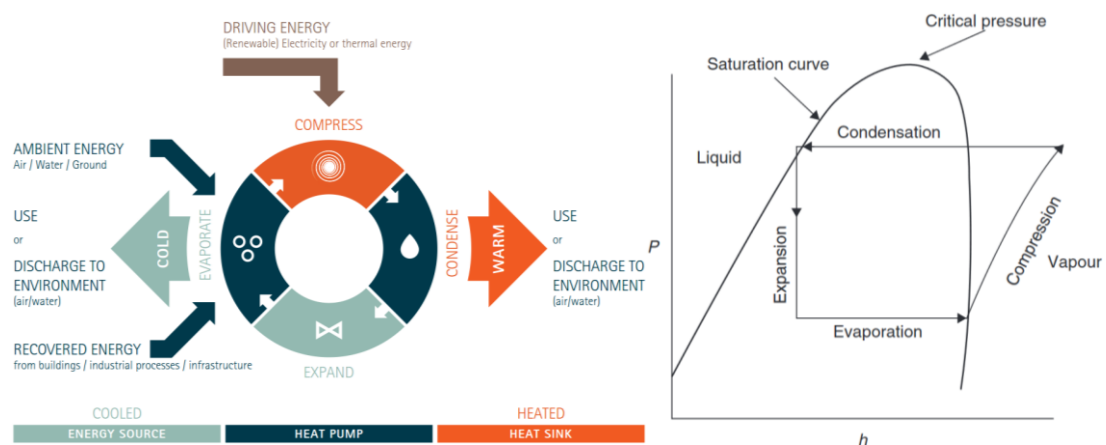 DRIVING ENERGY
(Renewable) Electricity or thermal energy
COMPRESS
AMBIENT ENERGY
Air / Water / Ground
USE
or
DISCHARGE TO
ENVIRONMENT
(air/water)
COLD
EVAPORATE
CONDENSE
WARM
USE
or
DISCHARGE TO
ENVIRONMENT
(air/water)
RECOVERED ENERGY
from buildings / industrial processes / infrastructure
EXPAND
COOLED
HEATED
ENERGY SOURCE
HEAT PUMP
HEAT SINK
Critical pressure
Saturation curve
Condensation
Liquid
P
Expansion
Compression
Vapour
Evaporation
h